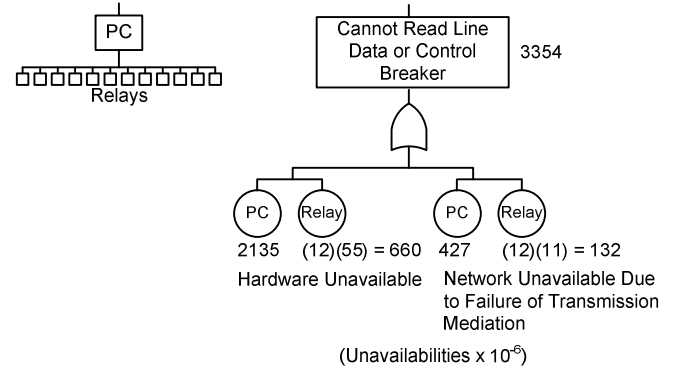 PC
Relays
Cannot Read Line
Data or Control
Breaker
3354
PC
Relay
PC
Relay
2135
(12)(55) = 660
427
(12)(11) = 132
Hardware Unavailable
Network Unavailable Due
to Failure of Transmission
Mediation
(Unavailabilities x 10⁻⁶)